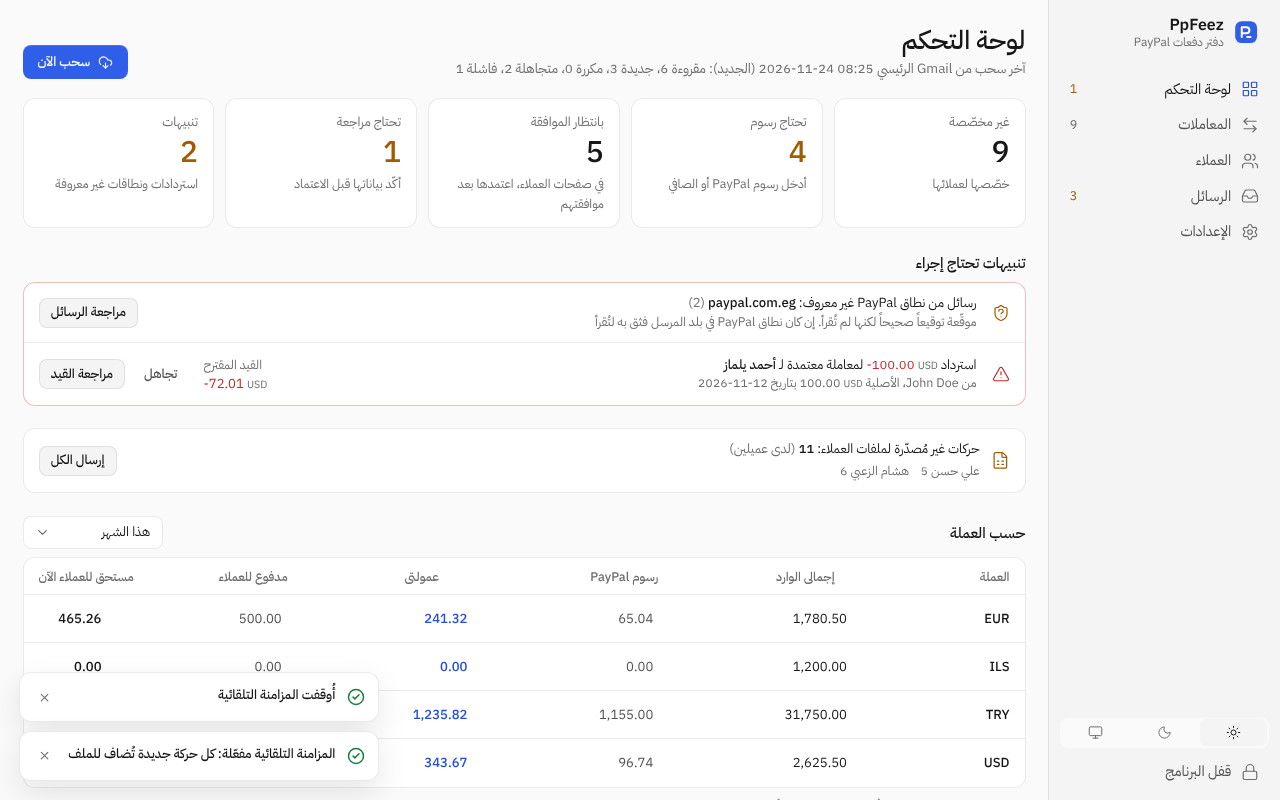 PpFeez
دفتر دفعات PayPal
لوحة التحكم 1
المعاملات 9
العملاء
الرسائل 3
الإعدادات
قفل البرنامج
لوحة التحكم
آخر سحب من Gmail الرئيسي 08:25 24-11-2026 (الجديد): مقروءة 6، جديدة 3، مكررة 0، متجاهلة 2، فاشلة 1
سحب الآن
غير مخصّصة
9
خصّصها لعملائها
تحتاج رسوم
4
أدخل رسوم PayPal أو الصافي
بانتظار الموافقة
5
في صفحات العملاء، اعتمدها بعد
موافقتهم
تحتاج مراجعة
1
أكّد بياناتها قبل الاعتماد
تنبيهات
2
استردادات ونطاقات غير معروفة
تنبيهات تحتاج إجراء
رسائل من نطاق PayPal غير معروف: paypal.com.eg (2)
موقّعة توقيعاً صحيحاً لكنها لم تُقرأ. إن كان نطاق PayPal في بلد المرسل فثق به لتُقرأ
مراجعة الرسائل
استرداد -100.00 USD لمعاملة معتمدة لـ أحمد يلماز
من John Doe، الأصلية 100.00 USD بتاريخ 12-11-2026
القيد المقترح
-72.01 USD
تجاهل
مراجعة القيد
حركات غير مُصدّرة لملفات العملاء: 11 (لدى عميلين)
علي حسن 5 هشام الزعبي 6
إرسال الكل
حسب العملة
هذا الشهر
العملة إجمالي الوارد رسوم PayPal عمولتي مدفوع للعملاء مستحق للعملاء الآن
EUR 1,780.50 65.04 241.32 500.00 465.26
ILS 1,200.00 0.00 0.00 0.00 0.00
TRY 31,750.00 1,155.00 1,235.82
USD 2,625.50 96.74 343.67
أُوقفت المزامنة التلقائية
المزامنة التلقائية مفعّلة: كل حركة جديدة تُضاف للملف